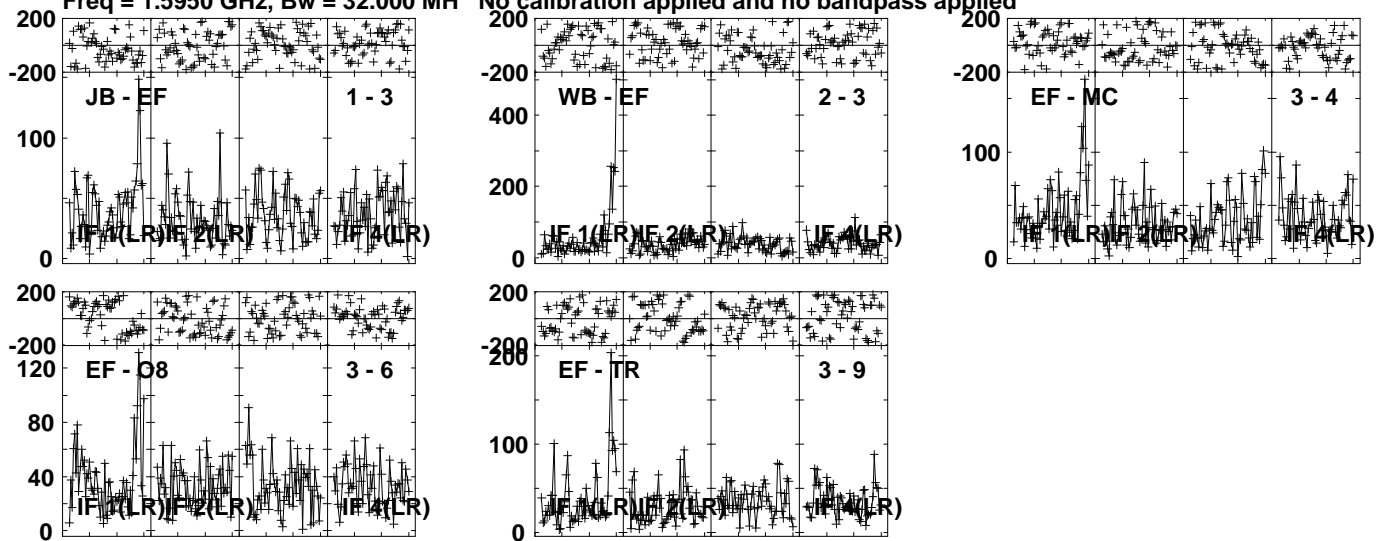 Freq = 1.5950 GHz, Bw = 32.000 MH No calibration applied and no bandpass applied
200
-200
JB - EF
1 - 3
100
0
IF 1(LR)
IF 2(LR)
IF 4(LR)
200
-200
WB - EF
2 - 3
400
200
0
IF 1(LR)
IF 2(LR)
IF 4(LR)
200
-200
EF - MC
3 - 4
100
0
IF 1(LR)
IF 2(LR)
IF 4(LR)
200
-200
EF - O8
3 - 6
120
80
40
0
IF 1(LR)
IF 2(LR)
IF 4(LR)
200
-200
200
EF - TR
3 - 9
100
0
IF 1(LR)
IF 2(LR)
IF 4(LR)